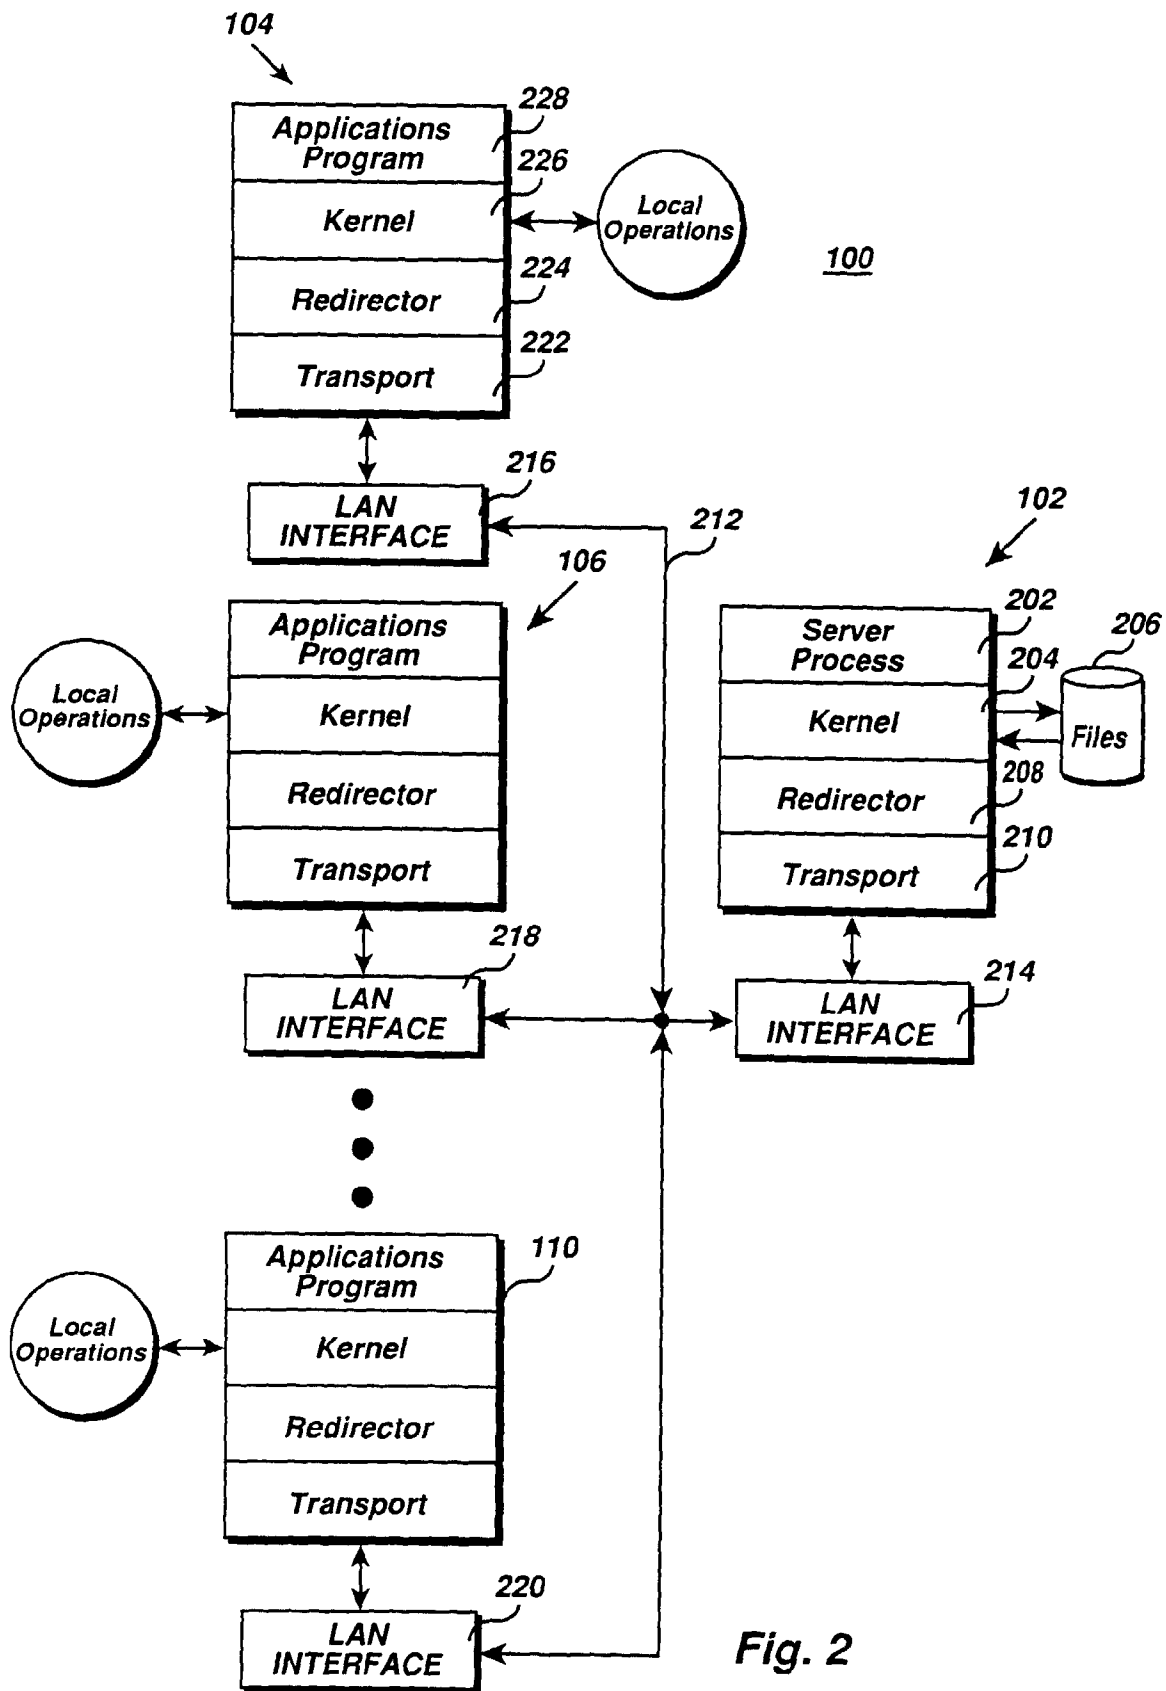 104
228
Applications
Program
226
Kernel
Local
Operations
100
224
Redirector
222
Transport
216
LAN
INTERFACE
212
102
106
Applications
Program
Local
Operations
Kernel
Redirector
Transport
202
Server
Process
204
206
Kernel
Files
208
Redirector
210
Transport
218
LAN
INTERFACE
214
LAN
INTERFACE
110
Applications
Program
Local
Operations
Kernel
Redirector
Transport
220
LAN
INTERFACE
Fig. 2